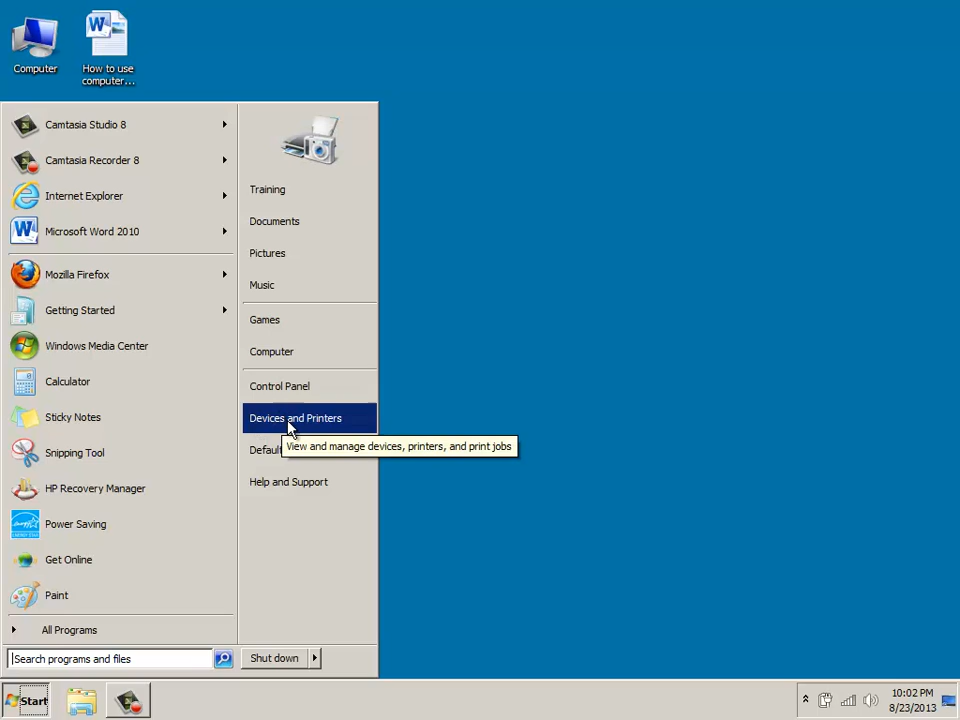 Computer
How to use
computer...
Camtasia Studio 8
Camtasia Recorder 8
Internet Explorer
Microsoft Word 2010
Mozilla Firefox
Getting Started
Windows Media Center
Calculator
Sticky Notes
Snipping Tool
HP Recovery Manager
Power Saving
Get Online
Paint
All Programs
Search programs and files
Training
Documents
Pictures
Music
Games
Computer
Control Panel
Devices and Printers
View and manage devices, printers, and print jobs
Defaul
Help and Support
Shut down
Start
10:02 PM
8/23/2013